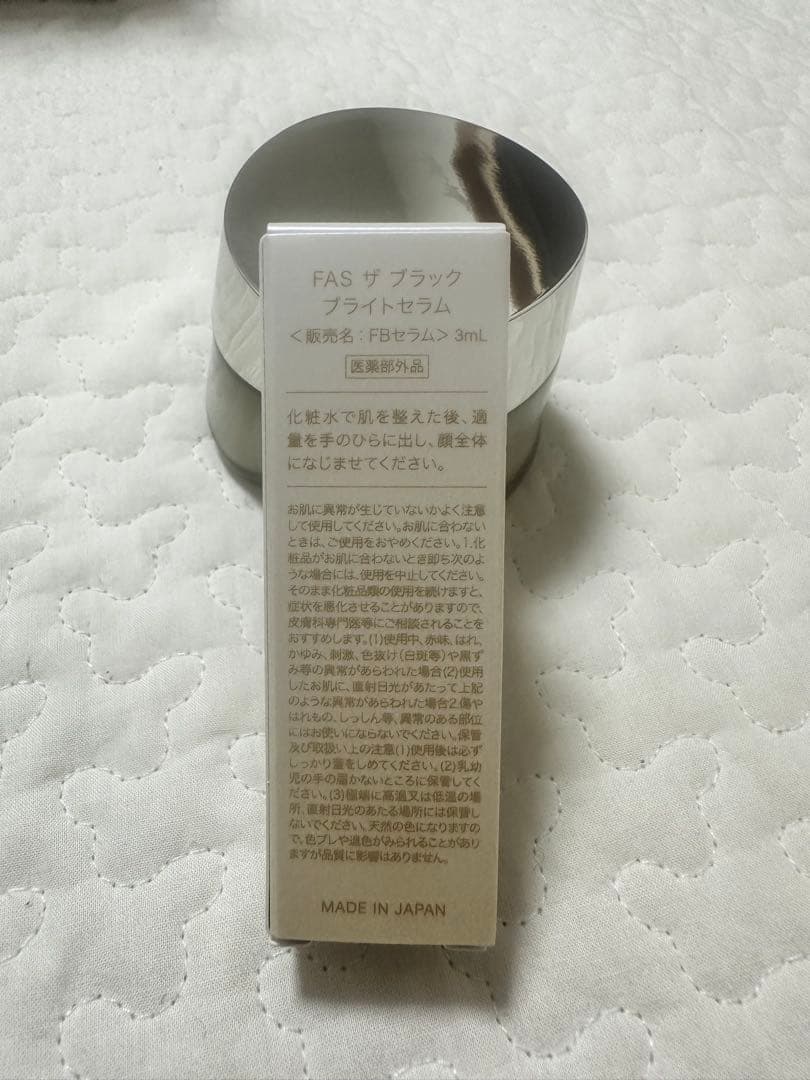 FAS ザ ブラック
ブライトセラム
＜販売名：FBセラム＞ 3mL
医薬部外品
化粧水で肌を整えた後、適
量を手のひらに出し、顔全体
になじませてください。
お肌に異常が生じていないかよく注意
して使用してください。お肌に合わない
ときは、ご使用をおやめください。1.化
粧品がお肌に合わないとき即ち次のよ
うな場合には、使用を中止してください。
そのまま化粧品類の使用を続けますと、
症状を悪化させることがありますので、
皮膚科専門医等にご相談されることを
おすすめします。(1)使用中、赤味、はれ、
かゆみ、刺激、色抜け(白斑等)や黒ず
み等の異常があらわれた場合(2)使用
したお肌に、直射日光があたって上記
のような異常があらわれた場合2.傷や
はれもの、しっしん等、異常のある部位
にはお使いにならないでください。保管
及び取扱い上の注意(1)使用後は必ず
しっかり蓋をしめてください。(2)乳幼
児の手の届かないところに保管してく
ださい。(3)極端に高温又は低温の場
所、直射日光のあたる場所には保管し
ないでください。天然の色になりますの
で、色ブレや退色がみられることがあり
ますが品質に影響はありません。
MADE IN JAPAN